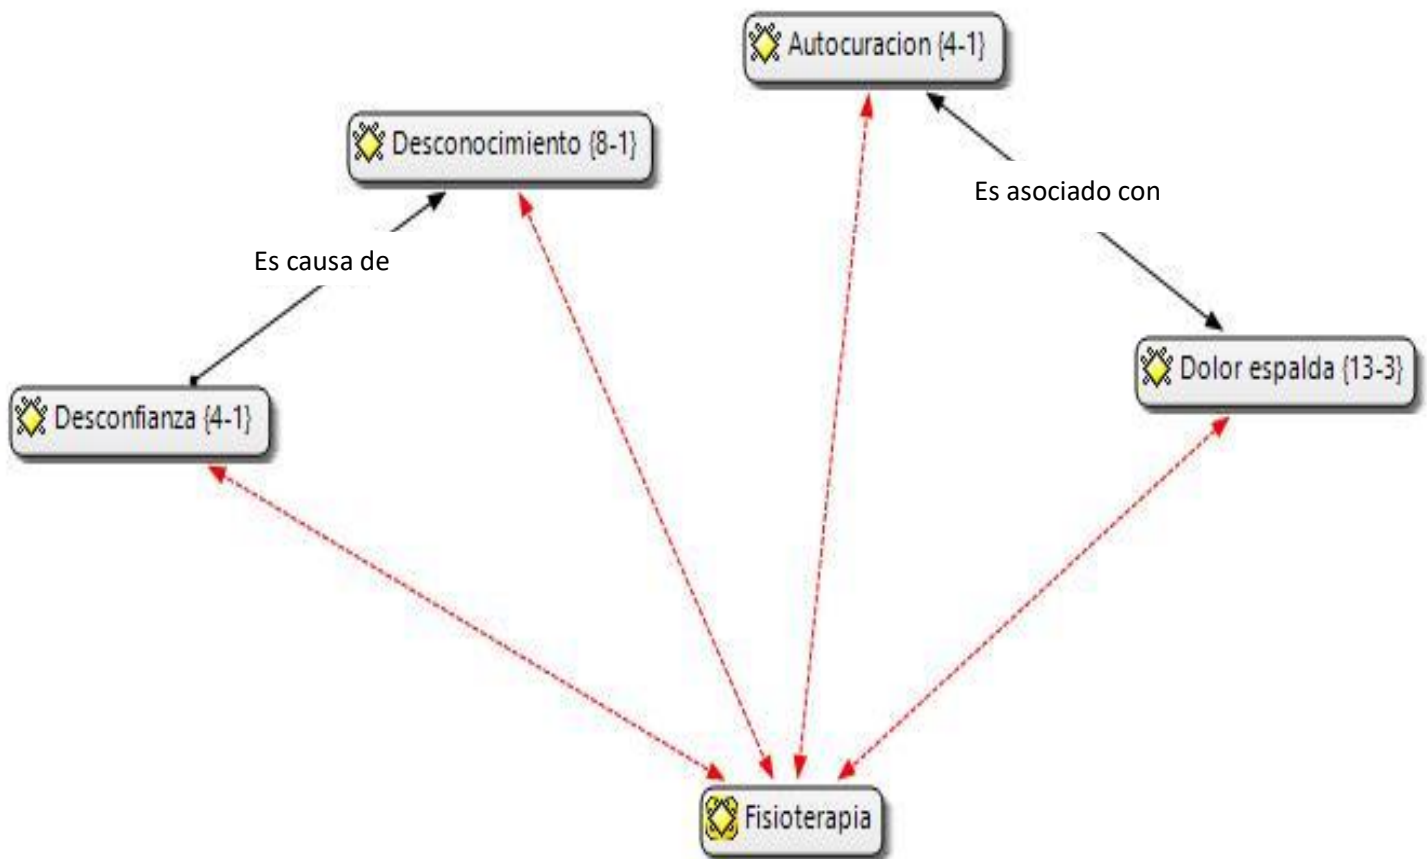 Autocuracion {4-1}
Desconocimiento {8-1}
Es asociado con
Es causa de
Dolor espalda {13-3}
Desconfianza {4-1}
Fisioterapia